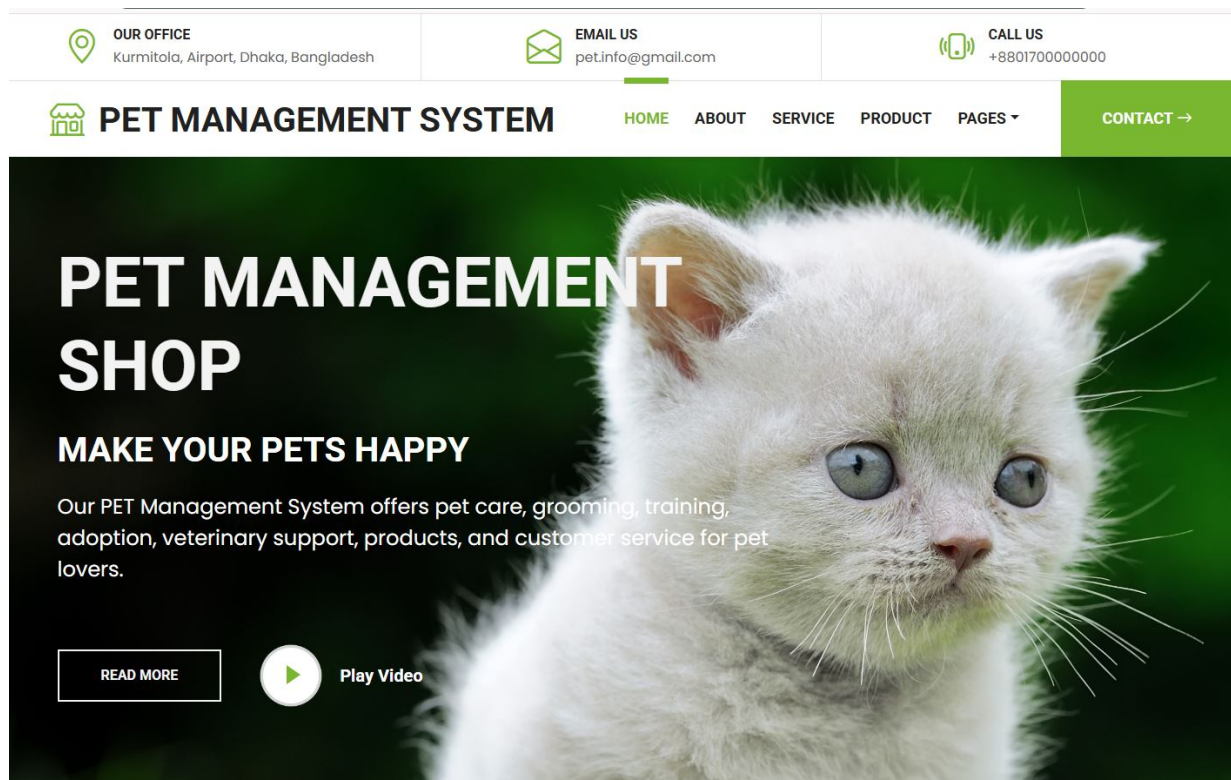 OUR OFFICE
Kurmitola, Airport, Dhaka, Bangladesh
EMAIL US
pet.info@gmail.com
CALL US
+8801700000000
PET MANAGEMENT SYSTEM
HOME ABOUT SERVICE PRODUCT PAGES
CONTACT →
PET MANAGEMENT
SHOP
MAKE YOUR PETS HAPPY
Our PET Management System offers pet care, grooming, training,
adoption, veterinary support, products, and customer service for pet
lovers.
READ MORE
Play Video